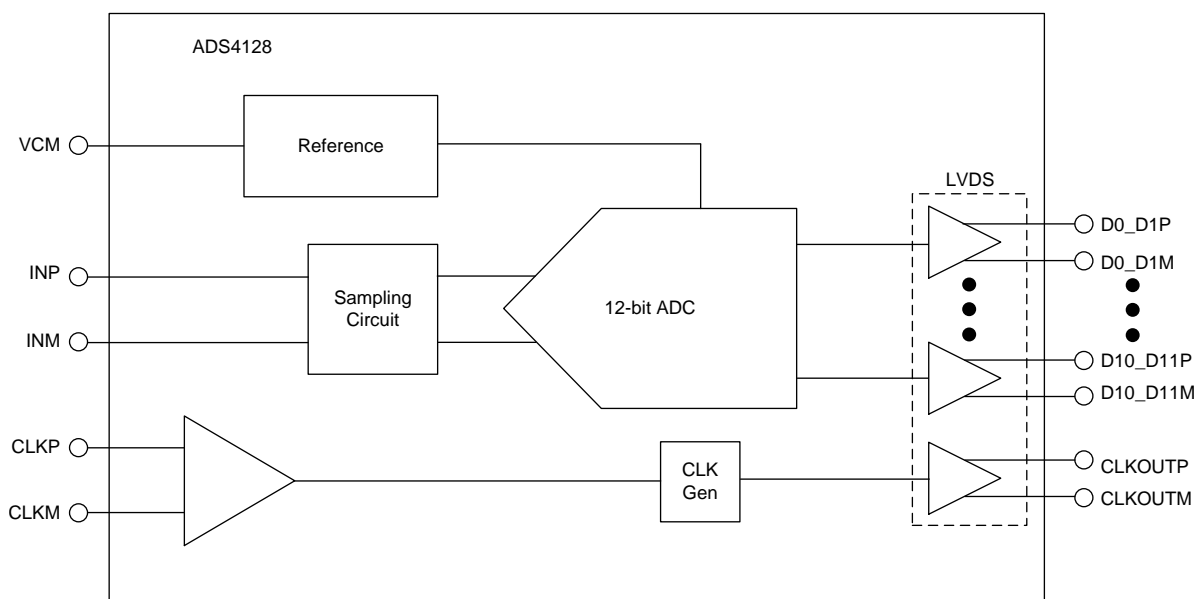 ADS4128
VCM
Reference
LVDS
D0_D1P
INP
D0_D1M
Sampling
Circuit
12-bit ADC
INM
D10_D11P
D10_D11M
CLKP
CLK
Gen
CLKOUTP
CLKOUTM
CLKM